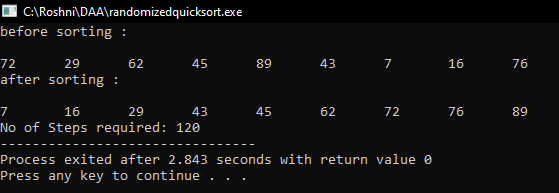 C:\Roshni\DAA\randomizedquicksort.exe
before sorting :
72 29 62 45 89 43 7 16 76
after sorting :
7 16 29 43 45 62 72 76 89
No of Steps required: 120
--------------------------------
Process exited after 2.843 seconds with return value 0
Press any key to continue . . .